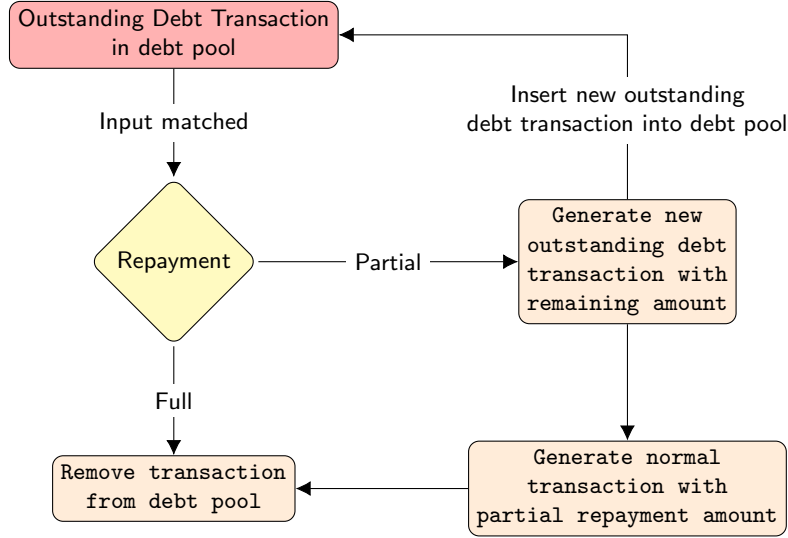 Outstanding Debt Transaction
in debt pool
Insert new outstanding
debt transaction into debt pool
Input matched
Repayment
Partial
Generate new
outstanding debt
transaction with
remaining amount
Full
Remove transaction
from debt pool
Generate normal
transaction with
partial repayment amount